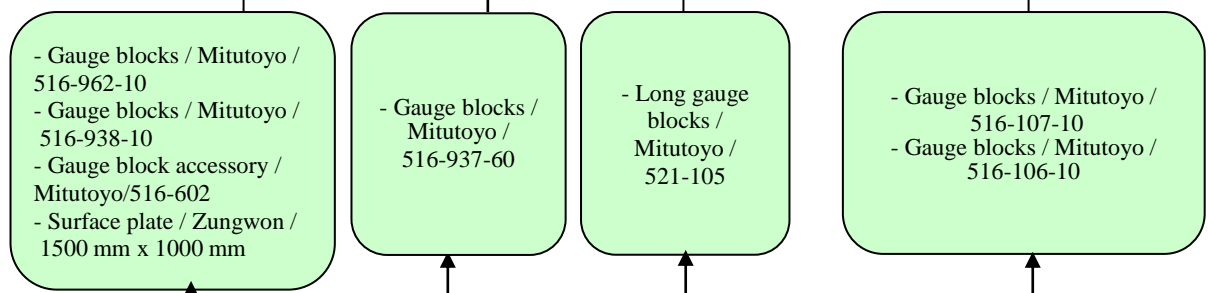 - Gauge blocks / Mitutoyo /
516-962-10
- Gauge blocks / Mitutoyo /
516-938-10
- Gauge block accessory /
Mitutoyo/516-602
- Surface plate / Zungwon /
1500 mm x 1000 mm
- Gauge blocks /
Mitutoyo /
516-937-60
- Long gauge
blocks /
Mitutoyo /
521-105
- Gauge blocks / Mitutoyo /
516-107-10
- Gauge blocks / Mitutoyo /
516-106-10